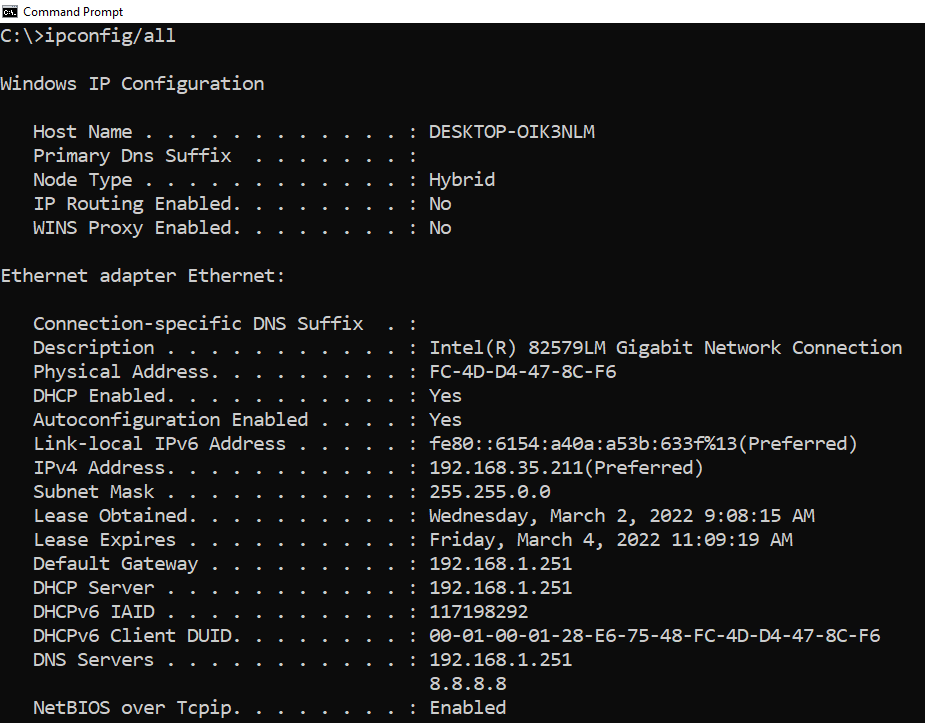 Command Prompt
C:\>ipconfig/all
Windows IP Configuration
Host Name . . . . . . . . . . . . : DESKTOP-OIK3NLM
Primary Dns Suffix  . . . . . . . :
Node Type . . . . . . . . . . . . : Hybrid
IP Routing Enabled. . . . . . . . : No
WINS Proxy Enabled. . . . . . . . : No
Ethernet adapter Ethernet:
Connection-specific DNS Suffix  . :
Description . . . . . . . . . . . : Intel(R) 82579LM Gigabit Network Connection
Physical Address. . . . . . . . . : FC-4D-D4-47-8C-F6
DHCP Enabled. . . . . . . . . . . : Yes
Autoconfiguration Enabled . . . . : Yes
Link-local IPv6 Address . . . . . : fe80::6154:a40a:a53b:633f%13(Preferred)
IPv4 Address. . . . . . . . . . . : 192.168.35.211(Preferred)
Subnet Mask . . . . . . . . . . . : 255.255.0.0
Lease Obtained. . . . . . . . . . : Wednesday, March 2, 2022 9:08:15 AM
Lease Expires . . . . . . . . . . : Friday, March 4, 2022 11:09:19 AM
Default Gateway . . . . . . . . . : 192.168.1.251
DHCP Server . . . . . . . . . . . : 192.168.1.251
DHCPv6 IAID . . . . . . . . . . . : 117198292
DHCPv6 Client DUID. . . . . . . . : 00-01-00-01-28-E6-75-48-FC-4D-D4-47-8C-F6
DNS Servers . . . . . . . . . . . : 192.168.1.251
8.8.8.8
NetBIOS over Tcpip. . . . . . . . : Enabled